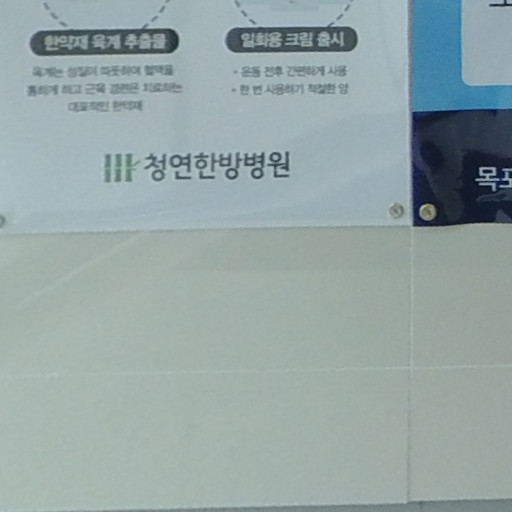 한약재 육계 추출물
육계는 성질이 따뜻하여 혈액을
통하게 하고 근육 경련은 치료하는
대표적인 한약재
일회용 크림 출시
• 운동 전후 간편하게 사용
• 한 번 사용하기 적절한 양
청연한방병원
목포